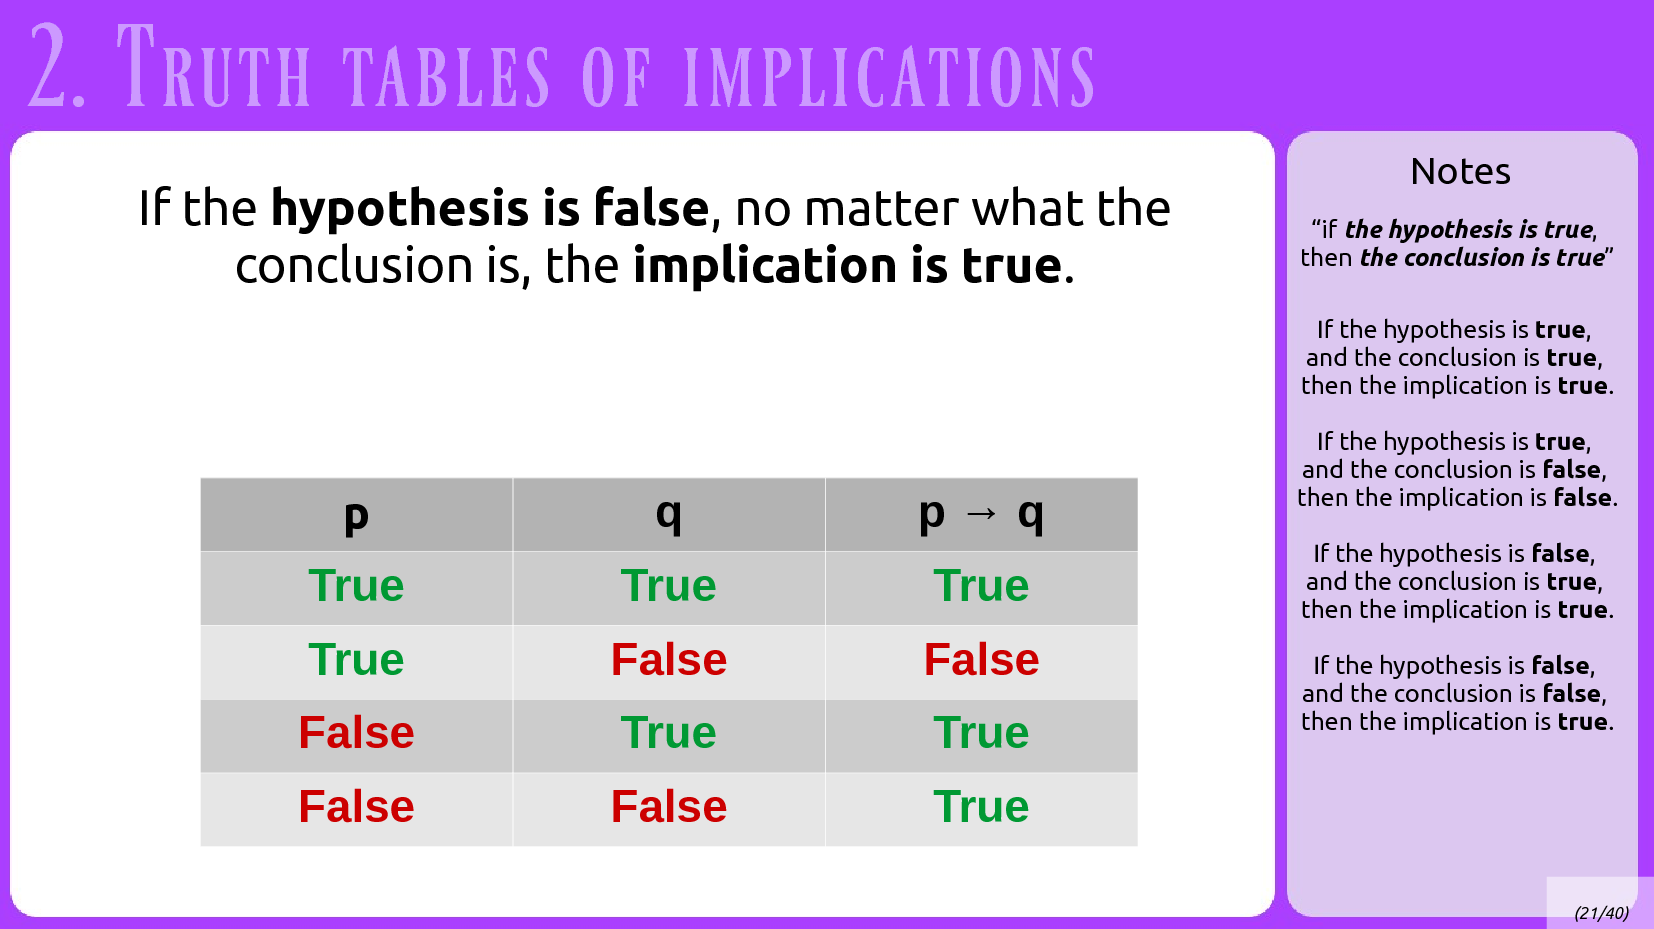 2. Truth tables of implications
If the hypothesis is false, no matter what the
conclusion is, the implication is true.
p q p → q
True True True
True False False
False True True
False False True
Notes
“if the hypothesis is true,
then the conclusion is true”
If the hypothesis is true,
and the conclusion is true,
then the implication is true.
If the hypothesis is true,
and the conclusion is false,
then the implication is false.
If the hypothesis is false,
and the conclusion is true,
then the implication is true.
If the hypothesis is false,
and the conclusion is false,
then the implication is true.
(21/40)